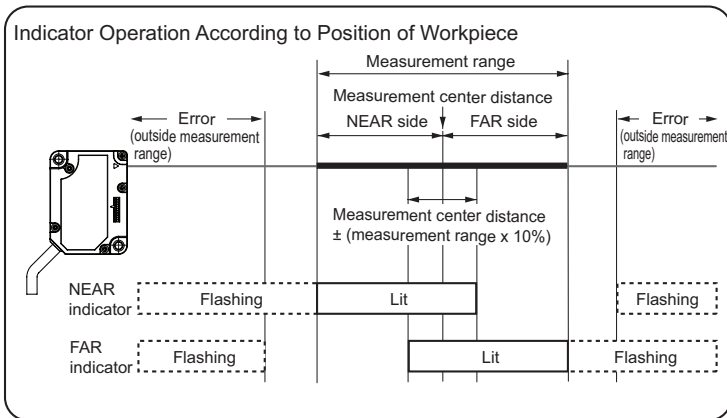 Indicator Operation According to Position of Workpiece
Measurement range
Measurement center distance
Error
(outside measurement
range)
NEAR side
FAR side
Error
(outside measurement
range)
Measurement center distance
± (measurement range x 10%)
NEAR
indicator
Flashing
Lit
Flashing
FAR
indicator
Flashing
Lit
Flashing